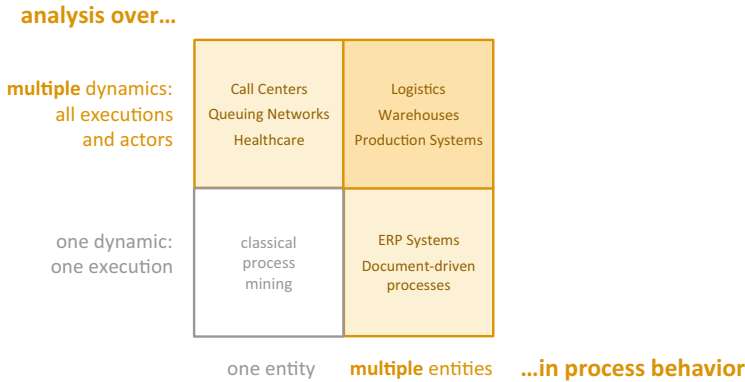 analysis over…
multiple dynamics:
all executions
and actors
Call Centers
Queuing Networks
Healthcare
Logistics
Warehouses
Production Systems
one dynamic:
one execution
classical
process
mining
ERP Systems
Document-driven
processes
one entity
multiple entities
…in process behavior